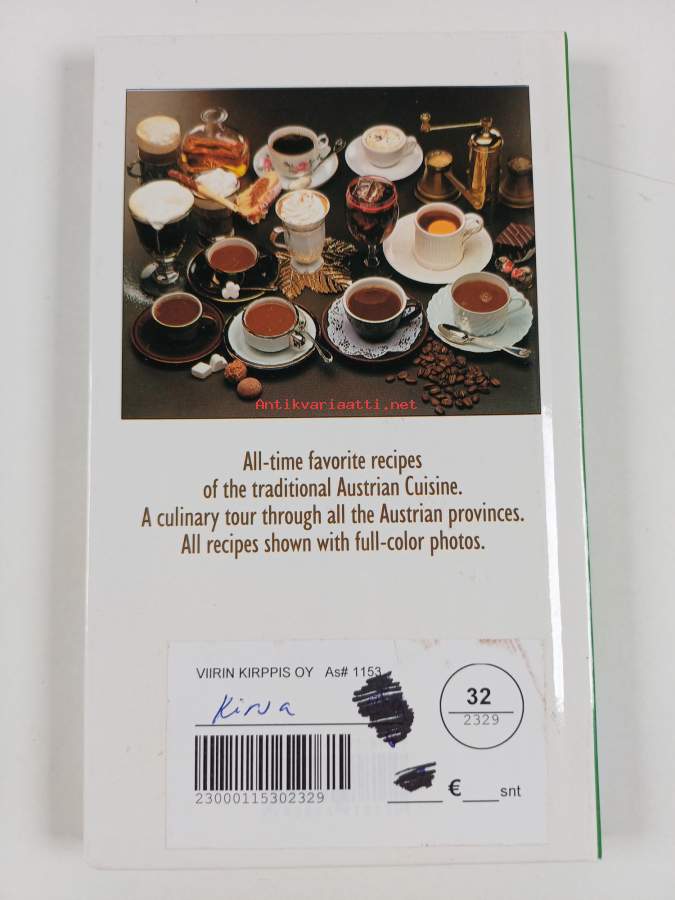 Antikvariaatti.net
All-time favorite recipes
of the traditional Austrian Cuisine.
A culinary tour through all the Austrian provinces.
All recipes shown with full-color photos.
VIIRIN KIRPPIS OY As# 1153
Kirja
32
2329
23000115302329
€ snt